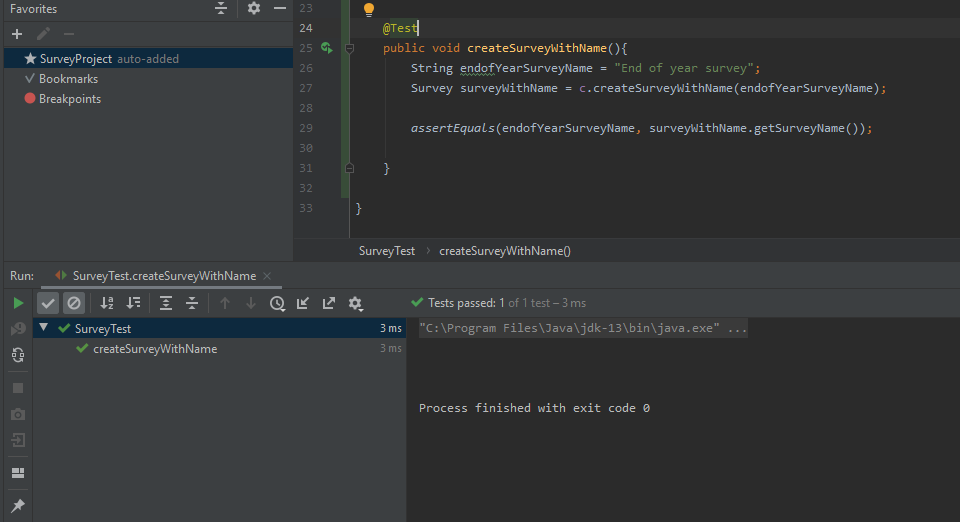 Favorites
SurveyProject auto-added
Bookmarks
Breakpoints
23
24 @Test
25 public void createSurveyWithName(){
26 String endofYearSurveyName = "End of year survey";
27 Survey surveyWithName = c.createSurveyWithName(endofYearSurveyName);
28
29 assertEquals(endofYearSurveyName, surveyWithName.getSurveyName());
30
31 }
32
33 }
SurveyTest › createSurveyWithName()
Run: SurveyTest.createSurveyWithName ×
Tests passed: 1 of 1 test – 3 ms
SurveyTest 3 ms
createSurveyWithName 3 ms
"C:\Program Files\Java\jdk-13\bin\java.exe" ...
Process finished with exit code 0